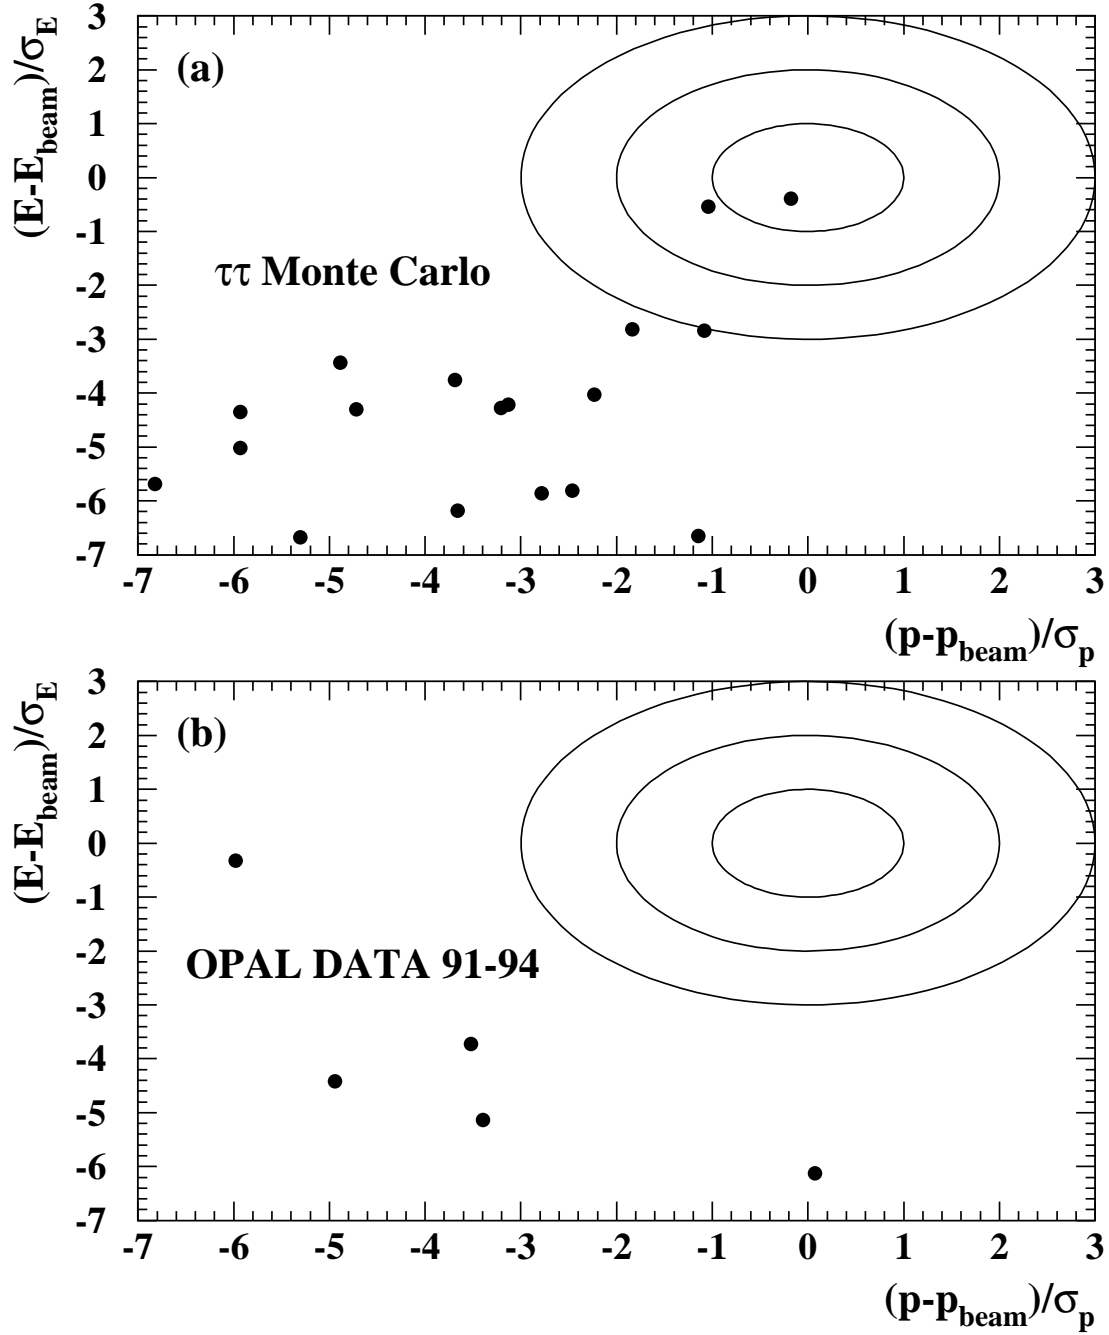 (E-E_beam)/σ_E
3
2
1
0
-1
-2
-3
-4
-5
-6
-7
(a)
ττ Monte Carlo
-7 -6 -5 -4 -3 -2 -1 0 1 2 3
(p-p_beam)/σ_p
(E-E_beam)/σ_E
3
2
1
0
-1
-2
-3
-4
-5
-6
-7
(b)
OPAL DATA 91-94
-7 -6 -5 -4 -3 -2 -1 0 1 2 3
(p-p_beam)/σ_p